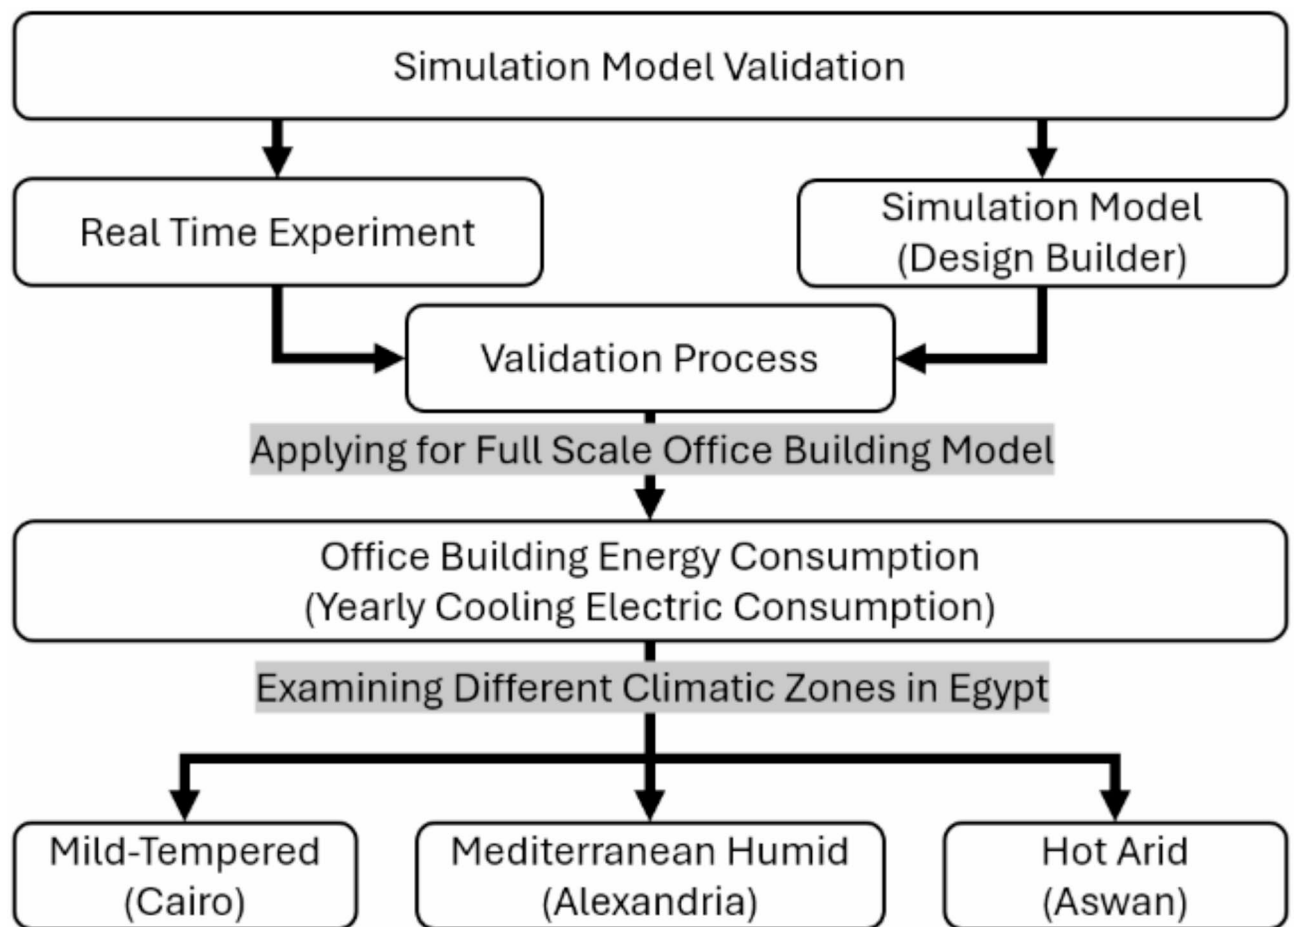 Simulation Model Validation
Real Time Experiment
Simulation Model
(Design Builder)
Validation Process
Applying for Full Scale Office Building Model
Office Building Energy Consumption
(Yearly Cooling Electric Consumption)
Examining Different Climatic Zones in Egypt
Mild-Tempered
(Cairo)
Mediterranean Humid
(Alexandria)
Hot Arid
(Aswan)